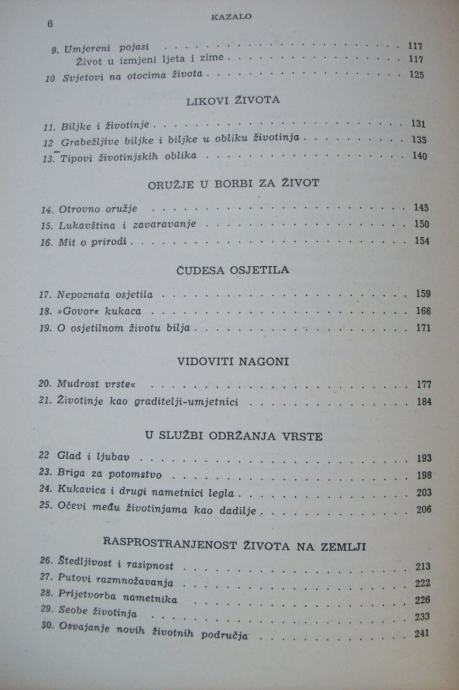 6
KAZALO
9. Umjereni pojasi . . . . . . . . . . . . . . . . . . . 117
Život u izmjeni ljeta i zime . . . . . . . . . . . . . . 117
10 Svjetovi na otocima života . . . . . . . . . . . . . . . 125
LIKOVI ŽIVOTA
11. Biljke i životinje . . . . . . . . . . . . . . . . . . . 131
12 Grabežljive biljke i biljke u obliku životinja . . . . . . . . 135
13. Tipovi životinjskih oblika . . . . . . . . . . . . . . . . 140
ORUŽJE U BORBI ZA ŽIVOT
14. Otrovno oružje . . . . . . . . . . . . . . . . . . . . 145
15. Lukavština i zavaravanje . . . . . . . . . . . . . . . . 150
16. Mit o prirodi . . . . . . . . . . . . . . . . . . . . . 154
ČUDESA OSJETILA
17. Nepoznata osjetila . . . . . . . . . . . . . . . . . . . 159
18. »Govor« kukaca . . . . . . . . . . . . . . . . . . . . 166
19. O osjetilnom životu bilja . . . . . . . . . . . . . . . . 171
VIDOVITI NAGONI
20. Mudrost vrste« . . . . . . . . . . . . . . . . . . . . 177
21. Životinje kao graditelji-umjetnici . . . . . . . . . . . . . 184
U SLUŽBI ODRŽANJA VRSTE
22 Glad i ljubav . . . . . . . . . . . . . . . . . . . . . 193
23. Briga za potomstvo . . . . . . . . . . . . . . . . . . . 198
24. Kukavica i drugi nametnici legla . . . . . . . . . . . . . 203
25. Očevi među životinjama kao dadilje . . . . . . . . . . . . 206
RASPROSTRANJENOST ŽIVOTA NA ZEMLJI
26. Štedljivost i rasipnost . . . . . . . . . . . . . . . . . . 213
27. Putovi razmnožavanja . . . . . . . . . . . . . . . . . . 222
28. Prijetvorba nametnika . . . . . . . . . . . . . . . . . . 226
29. Seobe životinja . . . . . . . . . . . . . . . . . . . . 233
30. Osvajanje novih životnih područja . . . . . . . . . . . . . 241